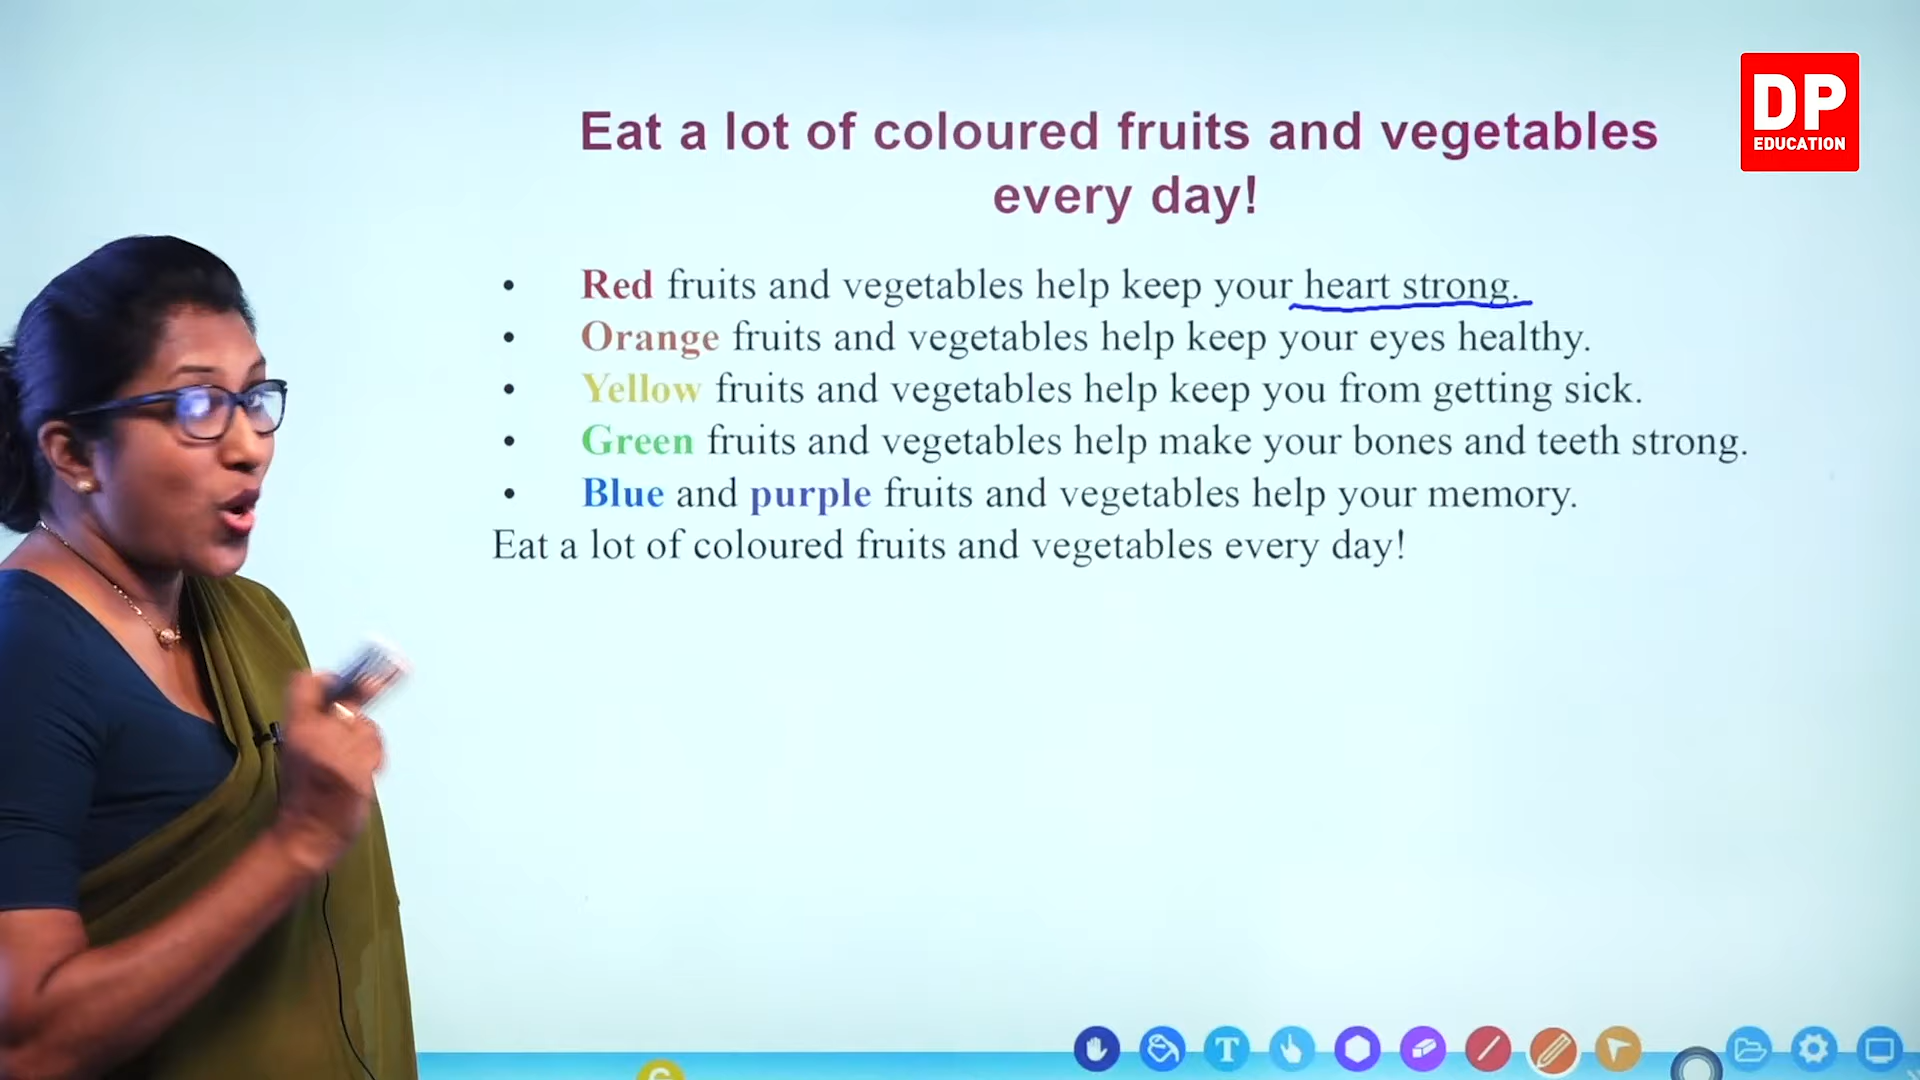 DP
EDUCATION
Eat a lot of coloured fruits and vegetables
every day!
• Red fruits and vegetables help keep your heart strong.
• Orange fruits and vegetables help keep your eyes healthy.
• Yellow fruits and vegetables help keep you from getting sick.
• Green fruits and vegetables help make your bones and teeth strong.
• Blue and purple fruits and vegetables help your memory.
Eat a lot of coloured fruits and vegetables every day!
T